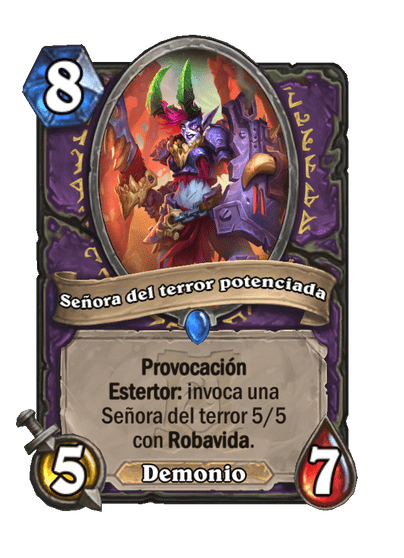 8
Señora del terror potenciada
Provocación
Estertor: invoca una
Señora del terror 5/5
con Robavida.
5
Demonio
7